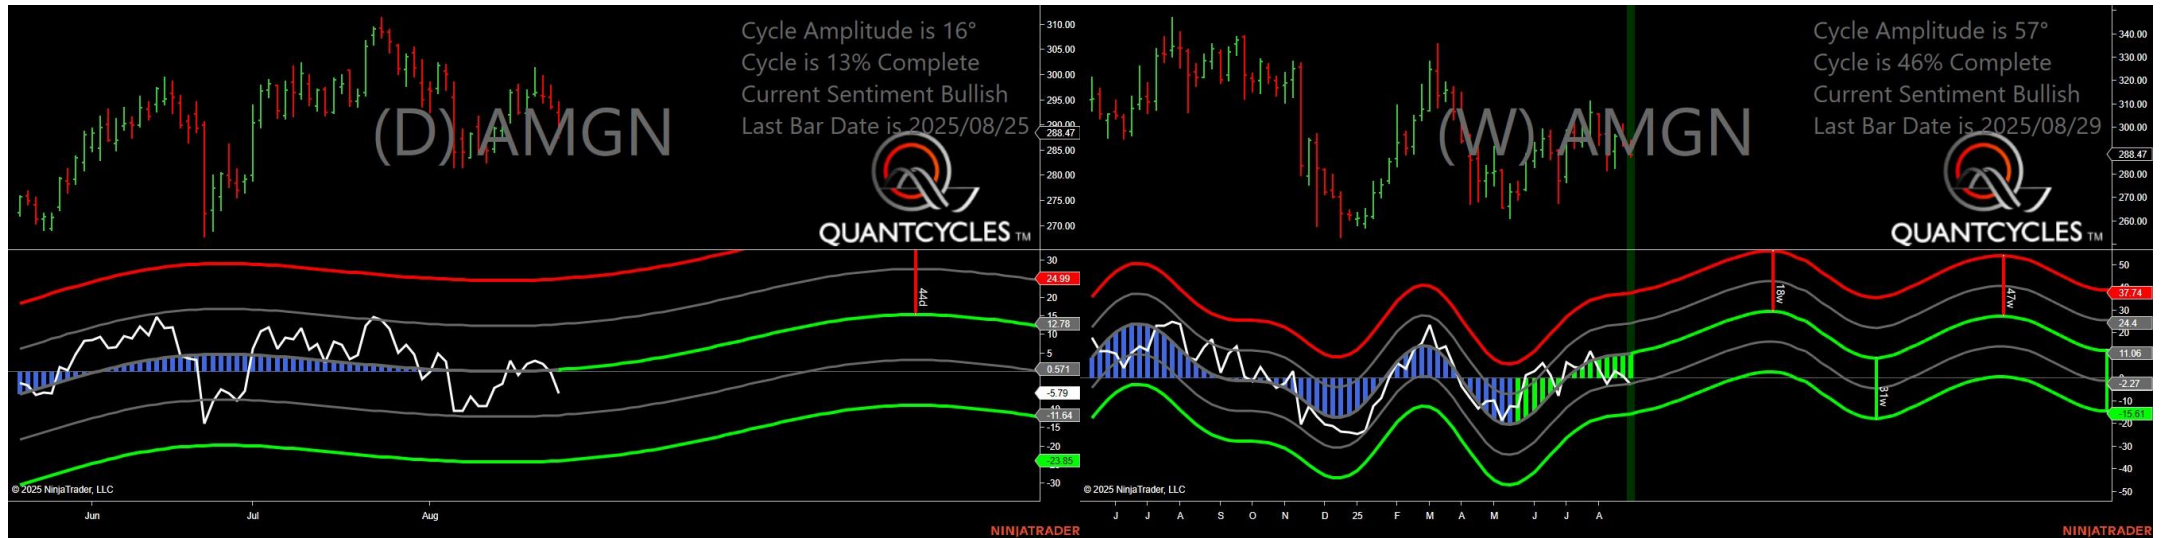 Cycle Amplitude is 16°
Cycle is 13% Complete
Current Sentiment Bullish
Last Bar Date is 2025/08/25
(D) AMGN
QUANTCYCLES TM
310.00
305.00
300.00
295.00
290.00
288.47
285.00
280.00
275.00
270.00
30
24.99
20
15
12.78
10
5
0.571
-5.79
-11.64
-15
-20
-23.85
-30
44d
© 2025 NinjaTrader, LLC
Jun Jul Aug
NINJATRADER
Cycle Amplitude is 57°
Cycle is 46% Complete
Current Sentiment Bullish
Last Bar Date is 2025/08/29
(W) AMGN
QUANTCYCLES TM
340.00
330.00
320.00
310.00
300.00
288.47
280.00
270.00
260.00
50
37.74
30
24.4
20
11.06
-2.27
-10
-15.61
-20
-30
-40
-50
18w
31w
47w
© 2025 NinjaTrader, LLC
J J A S O N D 25 F M A M J J A
NINJATRADER